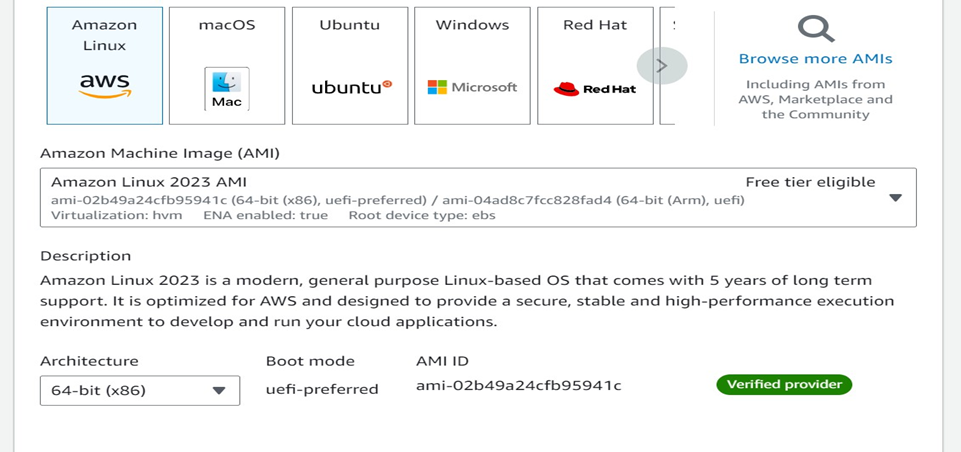 Amazon
Linux
aws
macOS
Mac
Ubuntu
ubuntu
Windows
Microsoft
Red Hat
Red Hat
Browse more AMIs
Including AMIs from
AWS, Marketplace and
the Community
Amazon Machine Image (AMI)
Amazon Linux 2023 AMI
Free tier eligible
ami-02b49a24cfb95941c (64-bit (x86), uefi-preferred) / ami-04ad8c7fcc828fad4 (64-bit (Arm), uefi)
Virtualization: hvm ENA enabled: true Root device type: ebs
Description
Amazon Linux 2023 is a modern, general purpose Linux-based OS that comes with 5 years of long term
support. It is optimized for AWS and designed to provide a secure, stable and high-performance execution
environment to develop and run your cloud applications.
Architecture
64-bit (x86)
Boot mode
uefi-preferred
AMI ID
ami-02b49a24cfb95941c
Verified provider